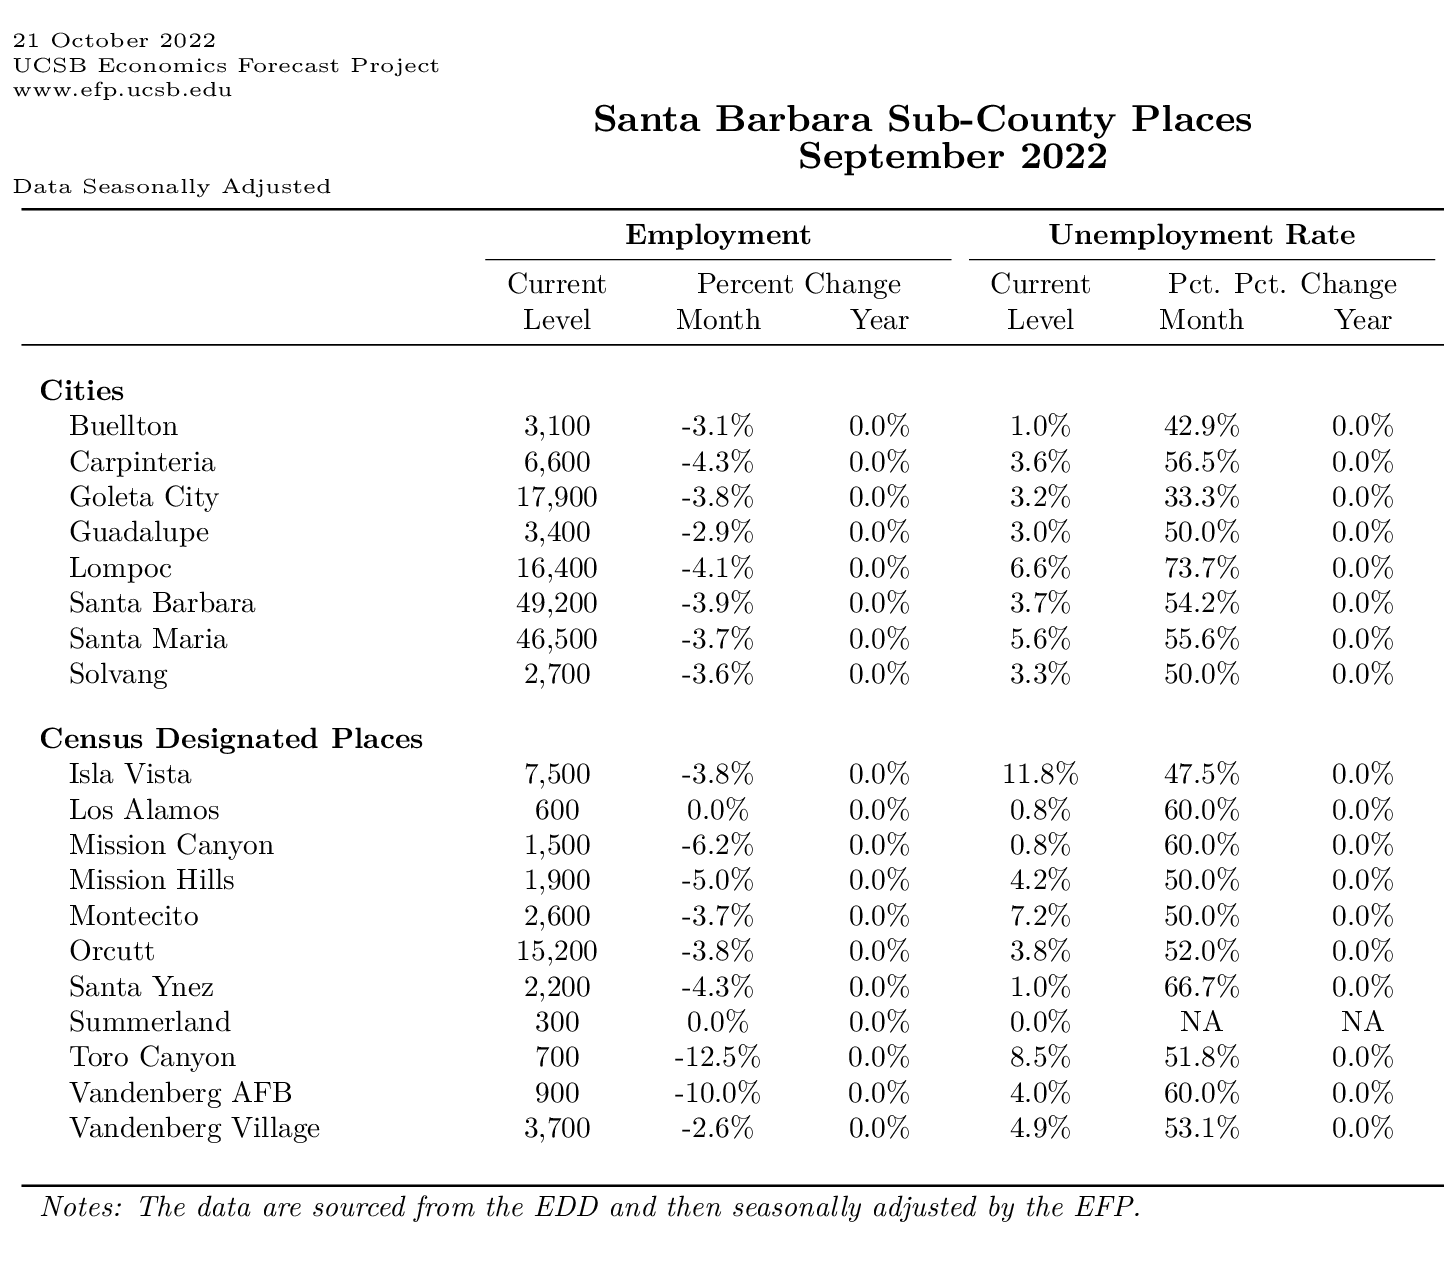 21 October 2022
UCSB Economics Forecast Project
www.efp.ucsb.edu
Santa Barbara Sub-County Places
September 2022
Data Seasonally Adjusted
Employment Unemployment Rate
Current Percent Change Current Pct. Pct. Change
Level Month Year Level Month Year
Cities
Buellton 3,100 -3.1% 0.0% 1.0% 42.9% 0.0%
Carpinteria 6,600 -4.3% 0.0% 3.6% 56.5% 0.0%
Goleta City 17,900 -3.8% 0.0% 3.2% 33.3% 0.0%
Guadalupe 3,400 -2.9% 0.0% 3.0% 50.0% 0.0%
Lompoc 16,400 -4.1% 0.0% 6.6% 73.7% 0.0%
Santa Barbara 49,200 -3.9% 0.0% 3.7% 54.2% 0.0%
Santa Maria 46,500 -3.7% 0.0% 5.6% 55.6% 0.0%
Solvang 2,700 -3.6% 0.0% 3.3% 50.0% 0.0%
Census Designated Places
Isla Vista 7,500 -3.8% 0.0% 11.8% 47.5% 0.0%
Los Alamos 600 0.0% 0.0% 0.8% 60.0% 0.0%
Mission Canyon 1,500 -6.2% 0.0% 0.8% 60.0% 0.0%
Mission Hills 1,900 -5.0% 0.0% 4.2% 50.0% 0.0%
Montecito 2,600 -3.7% 0.0% 7.2% 50.0% 0.0%
Orcutt 15,200 -3.8% 0.0% 3.8% 52.0% 0.0%
Santa Ynez 2,200 -4.3% 0.0% 1.0% 66.7% 0.0%
Summerland 300 0.0% 0.0% 0.0% NA NA
Toro Canyon 700 -12.5% 0.0% 8.5% 51.8% 0.0%
Vandenberg AFB 900 -10.0% 0.0% 4.0% 60.0% 0.0%
Vandenberg Village 3,700 -2.6% 0.0% 4.9% 53.1% 0.0%
Notes: The data are sourced from the EDD and then seasonally adjusted by the EFP.